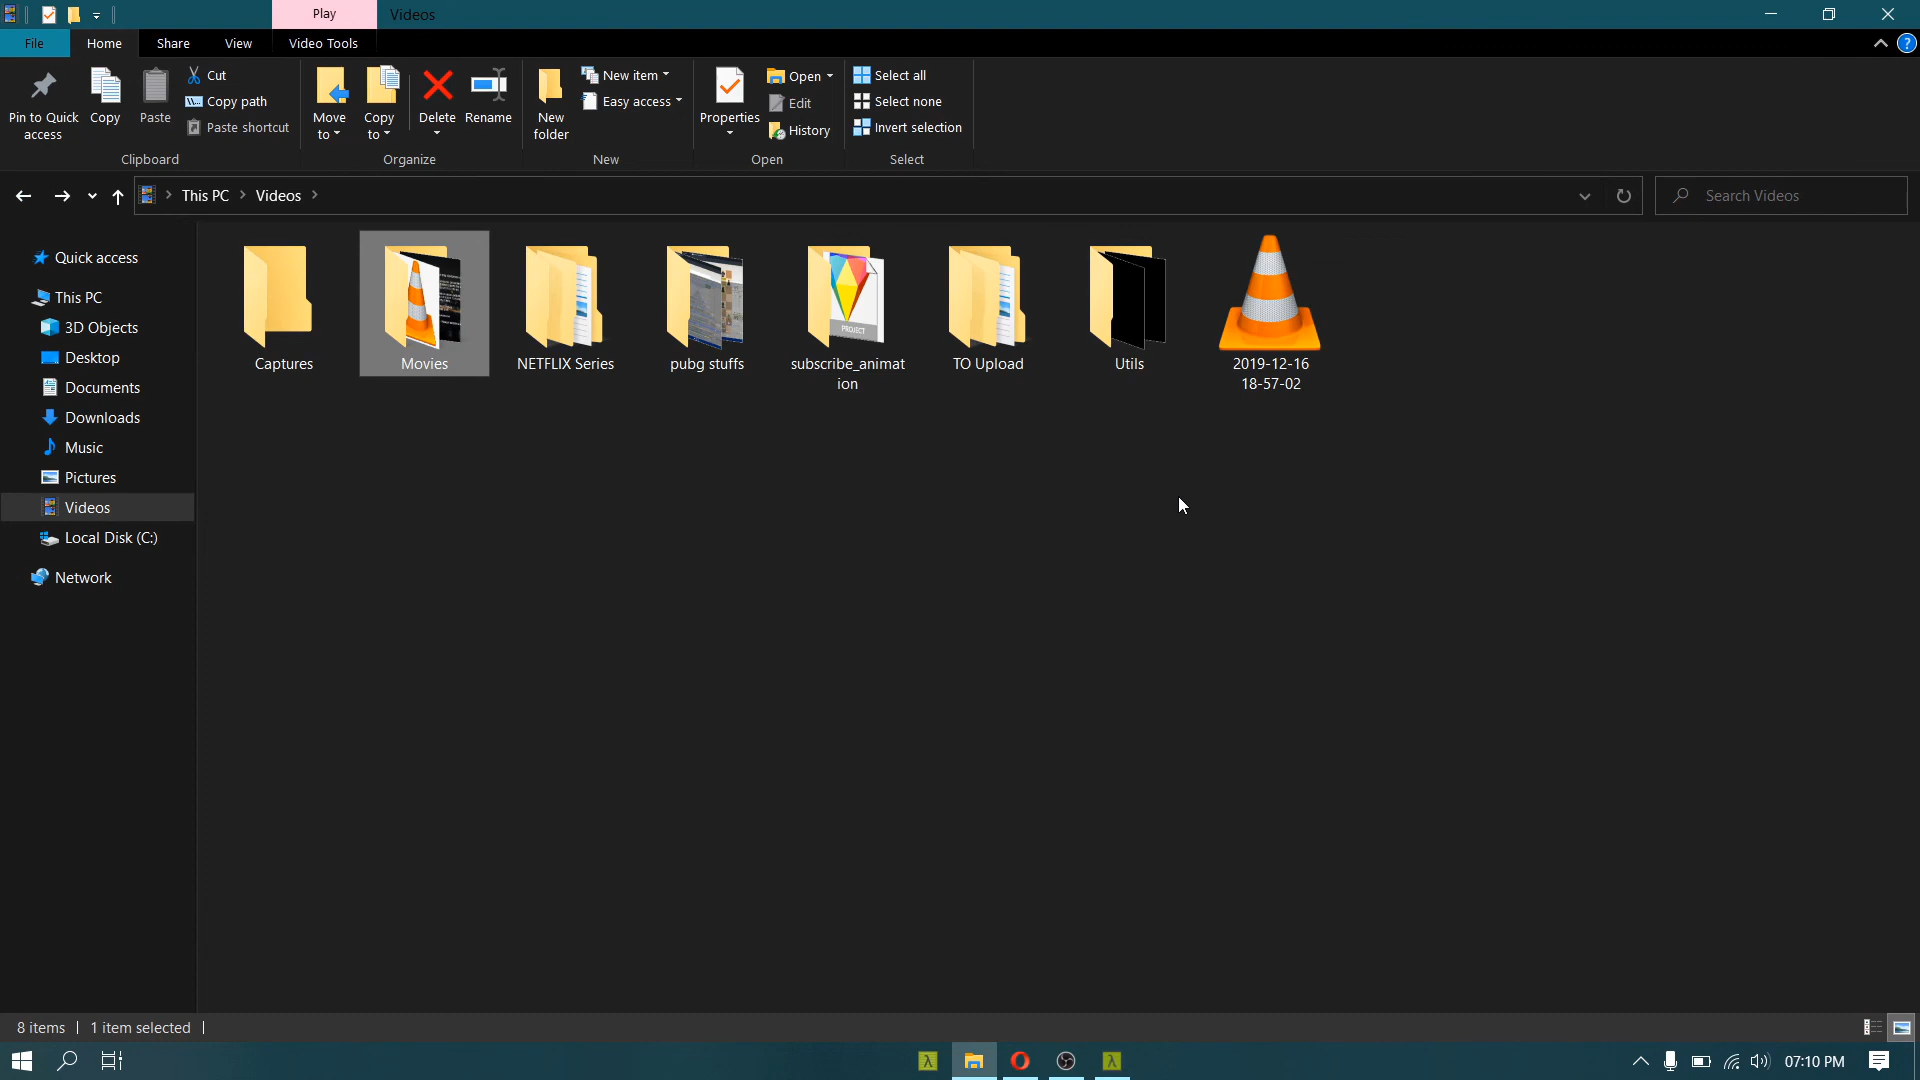 Play
Videos
File
Home
Share
View
Video Tools
Pin to Quick
access
Copy
Paste
Cut
Copy path
Paste shortcut
Clipboard
Move
to
Copy
to
Delete
Rename
Organize
New
folder
New item
Easy access
New
Properties
Open
Edit
History
Open
Select all
Select none
Invert selection
Select
This PC
Videos
Search Videos
Quick access
This PC
3D Objects
Desktop
Documents
Downloads
Music
Pictures
Videos
Local Disk (C:)
Network
Captures
Movies
NETFLIX Series
pubg stuffs
PROJECT
subscribe_animat
ion
TO Upload
Utils
2019-12-16
18-57-02
8 items
1 item selected
07:10 PM